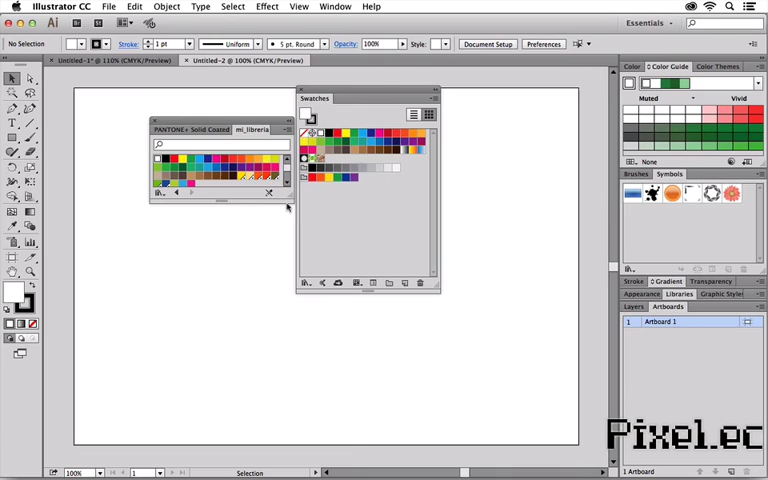 Illustrator CC File Edit Object Type Select Effect View Window Help
Ai Br St Essentials
No Selection Stroke: 1 pt Uniform 5 pt. Round Opacity: 100% Style: Document Setup Preferences
Untitled-1* @ 110% (CMYK/Preview) Untitled-2 @ 100% (CMYK/Preview)
Color Color Guide Color Themes
Swatches
Muted Vivid
PANTONE+ Solid Coated mi_libreria
None
Brushes Symbols
Stroke Gradient Transparency
Appearance Libraries Graphic Styles
Layers Artboards
1 Artboard 1
Pixel.ec
100% 1 Selection
1 Artboard